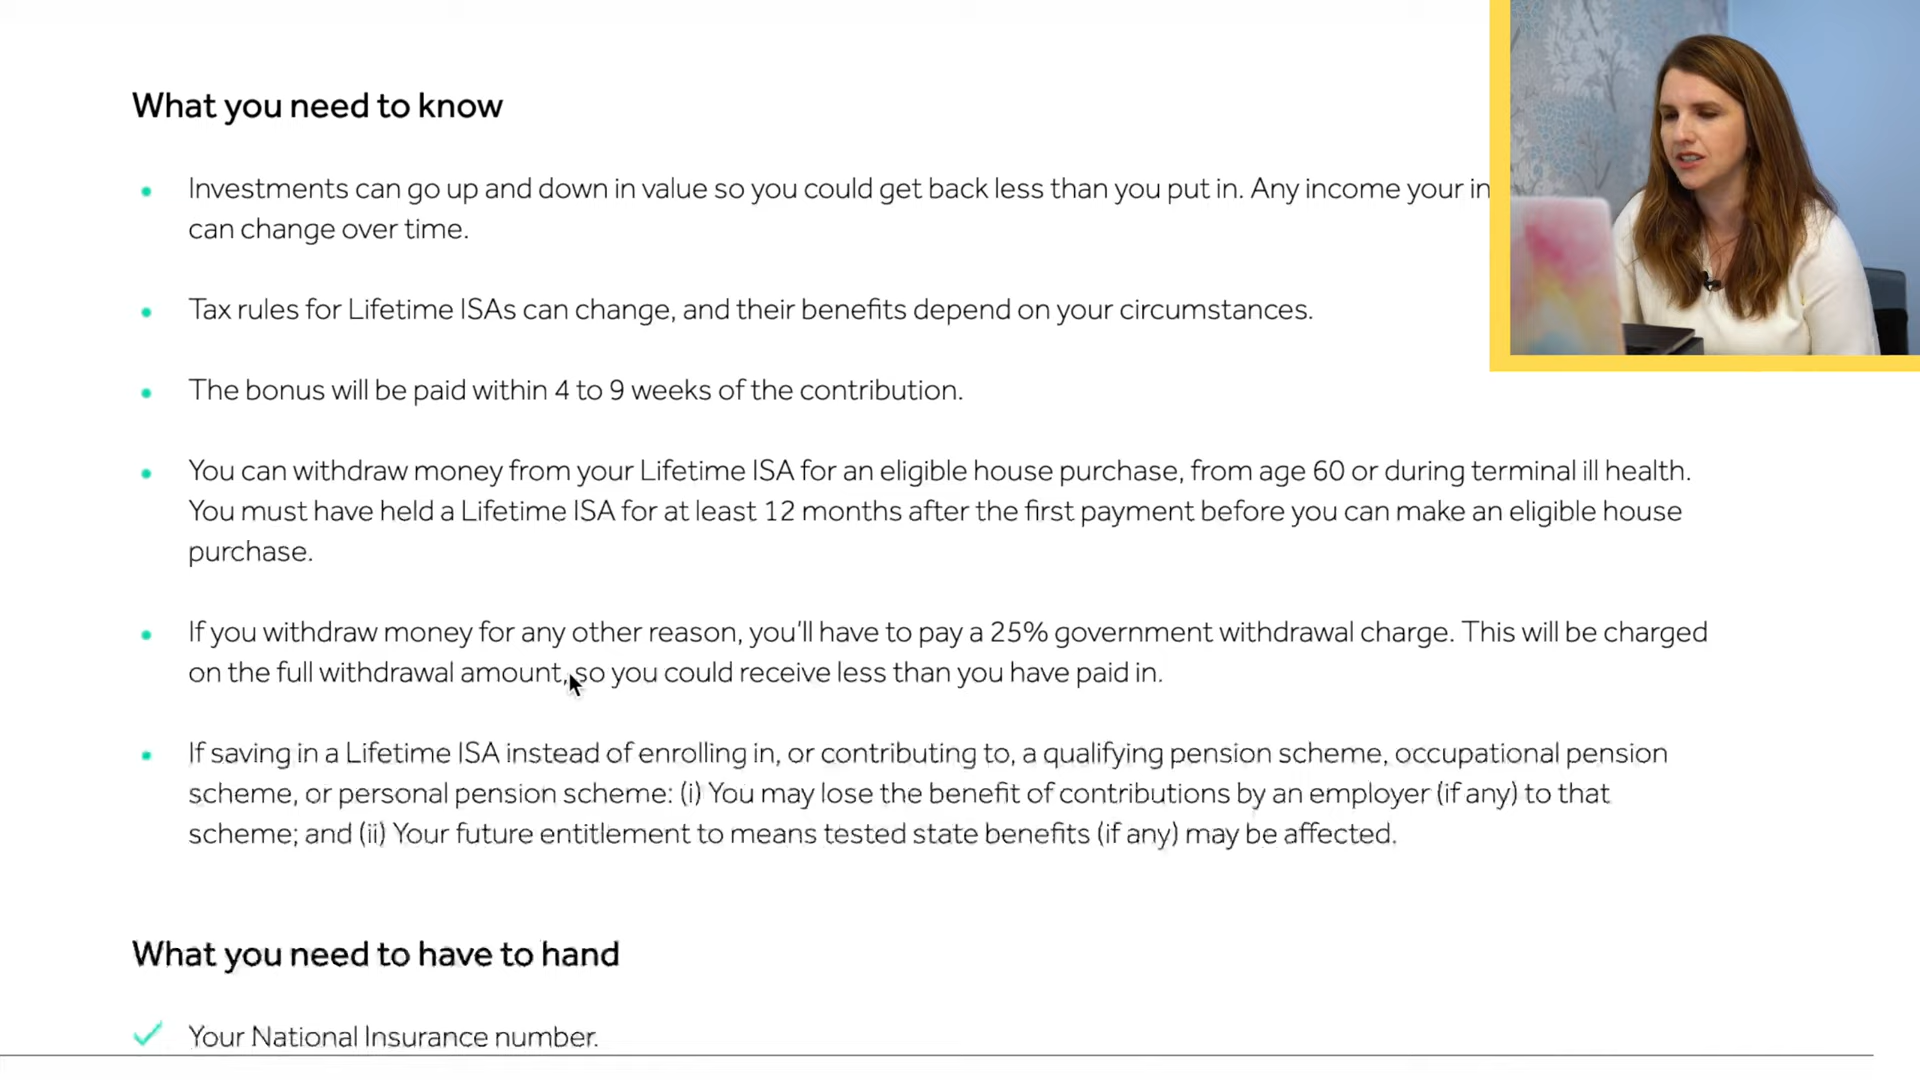 What you need to know
Investments can go up and down in value so you could get back less than you put in. Any income your in
can change over time.
Tax rules for Lifetime ISAs can change, and their benefits depend on your circumstances.
The bonus will be paid within 4 to 9 weeks of the contribution.
You can withdraw money from your Lifetime ISA for an eligible house purchase, from age 60 or during terminal ill health.
You must have held a Lifetime ISA for at least 12 months after the first payment before you can make an eligible house
purchase.
If you withdraw money for any other reason, you'll have to pay a 25% government withdrawal charge. This will be charged
on the full withdrawal amount, so you could receive less than you have paid in.
If saving in a Lifetime ISA instead of enrolling in, or contributing to, a qualifying pension scheme, occupational pension
scheme, or personal pension scheme: (i) You may lose the benefit of contributions by an employer (if any) to that
scheme; and (ii) Your future entitlement to means tested state benefits (if any) may be affected.
What you need to have to hand
Your National Insurance number.